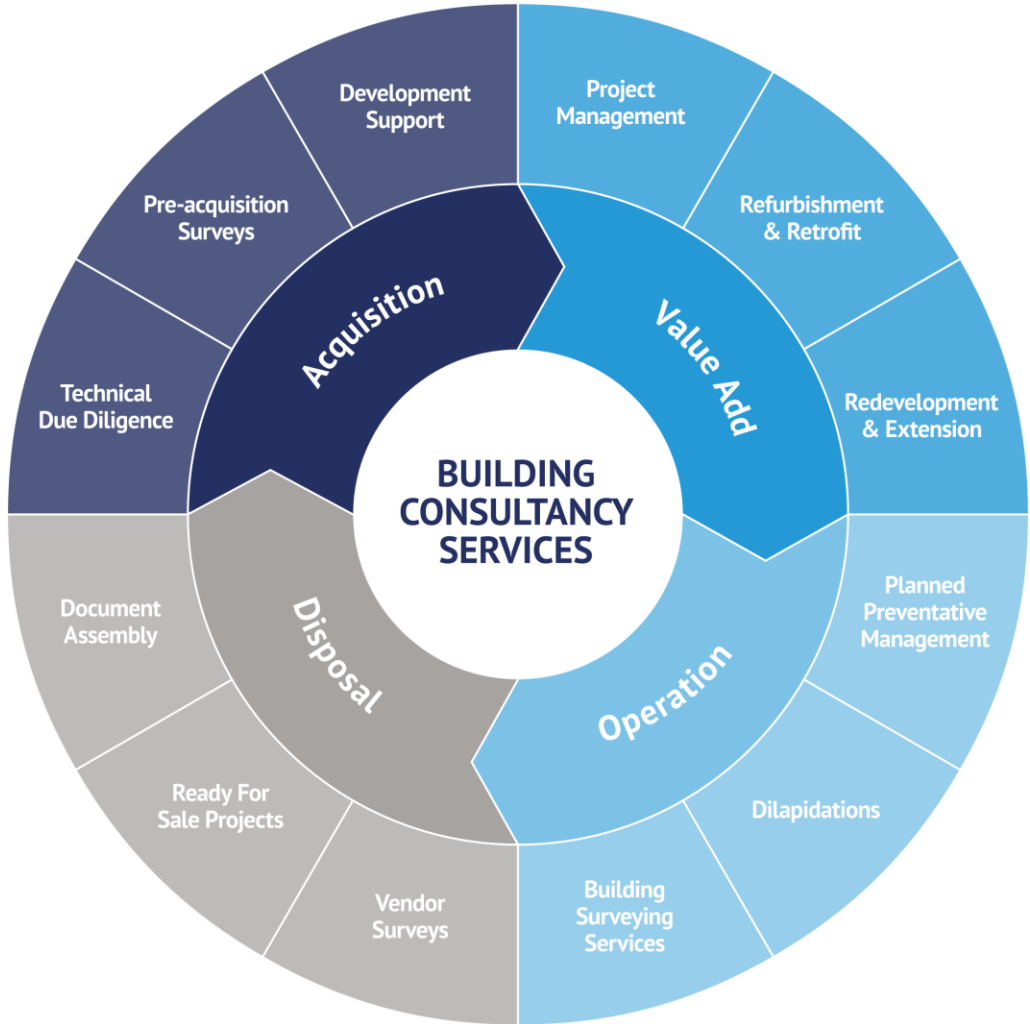 BUILDING
CONSULTANCY
SERVICES
Acquisition
Technical
Due Diligence
Pre-acquisition
Surveys
Development
Support
Value Add
Project
Management
Refurbishment
& Retrofit
Redevelopment
& Extension
Operation
Planned
Preventative
Management
Dilapidations
Building
Surveying
Services
Disposal
Vendor
Surveys
Ready For
Sale Projects
Document
Assembly